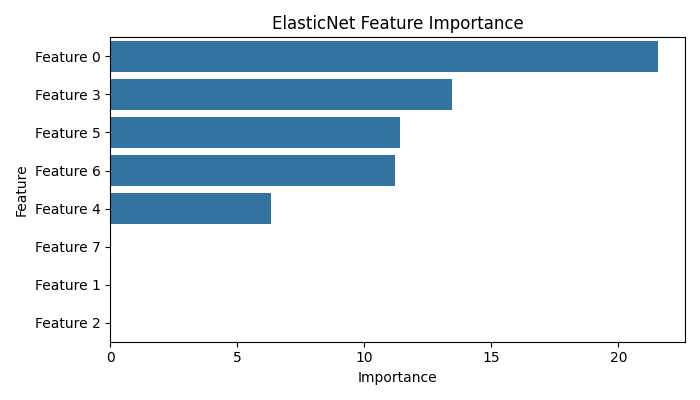 ElasticNet Feature Importance
Feature
Feature 0
Feature 3
Feature 5
Feature 6
Feature 4
Feature 7
Feature 1
Feature 2
0 5 10 15 20
Importance